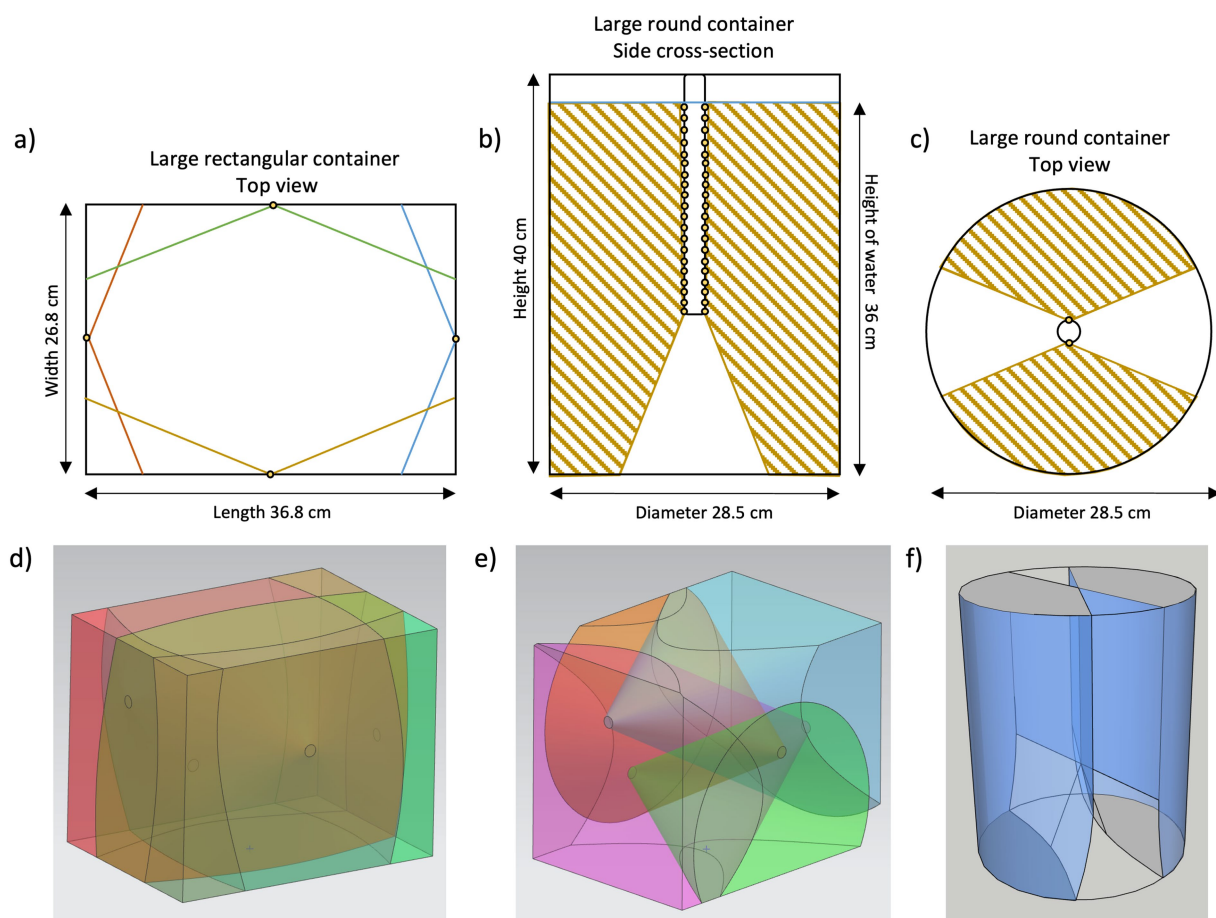 a)
Large rectangular container
Top view
Width 26.8 cm
Length 36.8 cm
b)
Large round container
Side cross-section
Height 40 cm
Height of water 36 cm
Diameter 28.5 cm
c)
Large round container
Top view
Diameter 28.5 cm
d)
e)
f)